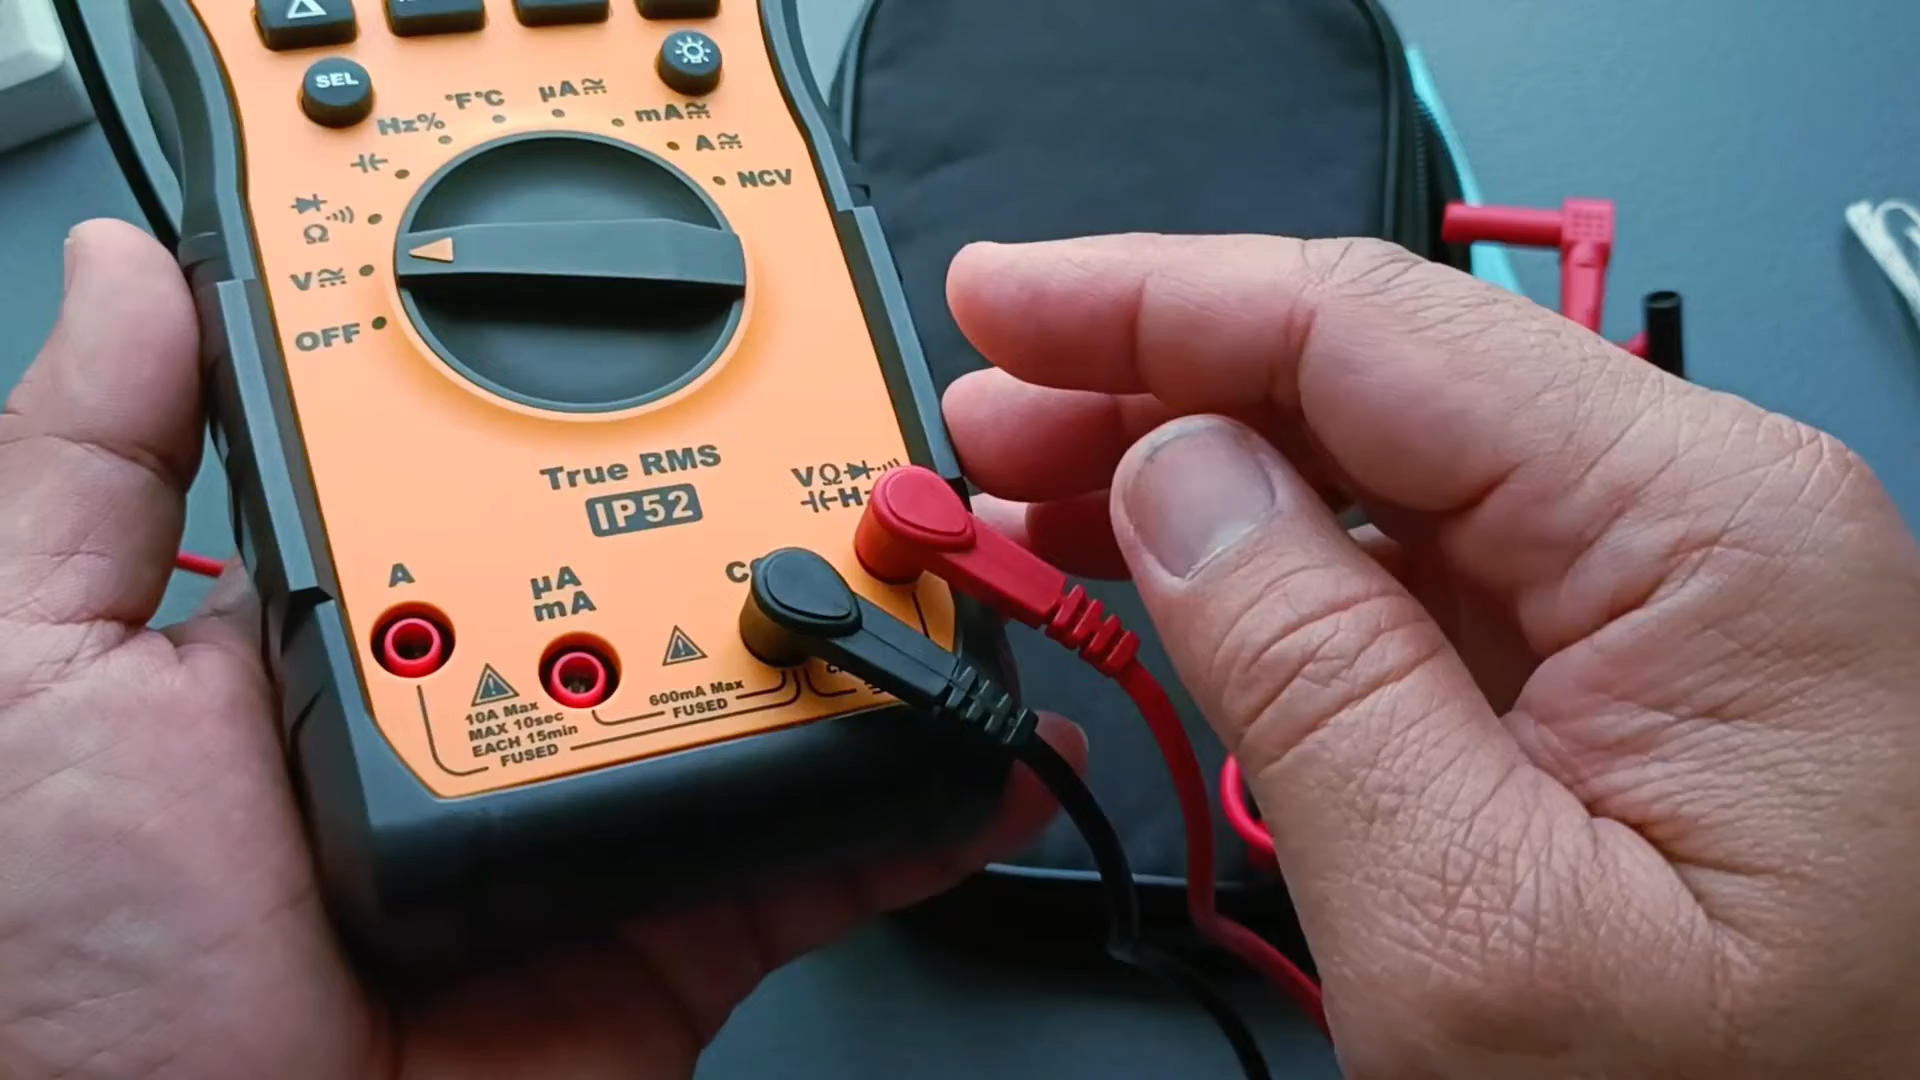 SEL
°F°C
µA
Hz%
mA
A
NCV
Ω
V
OFF
True RMS
IP52
VΩ
A
µA
mA
10A Max
MAX 10sec
EACH 15min
FUSED
600mA Max
FUSED